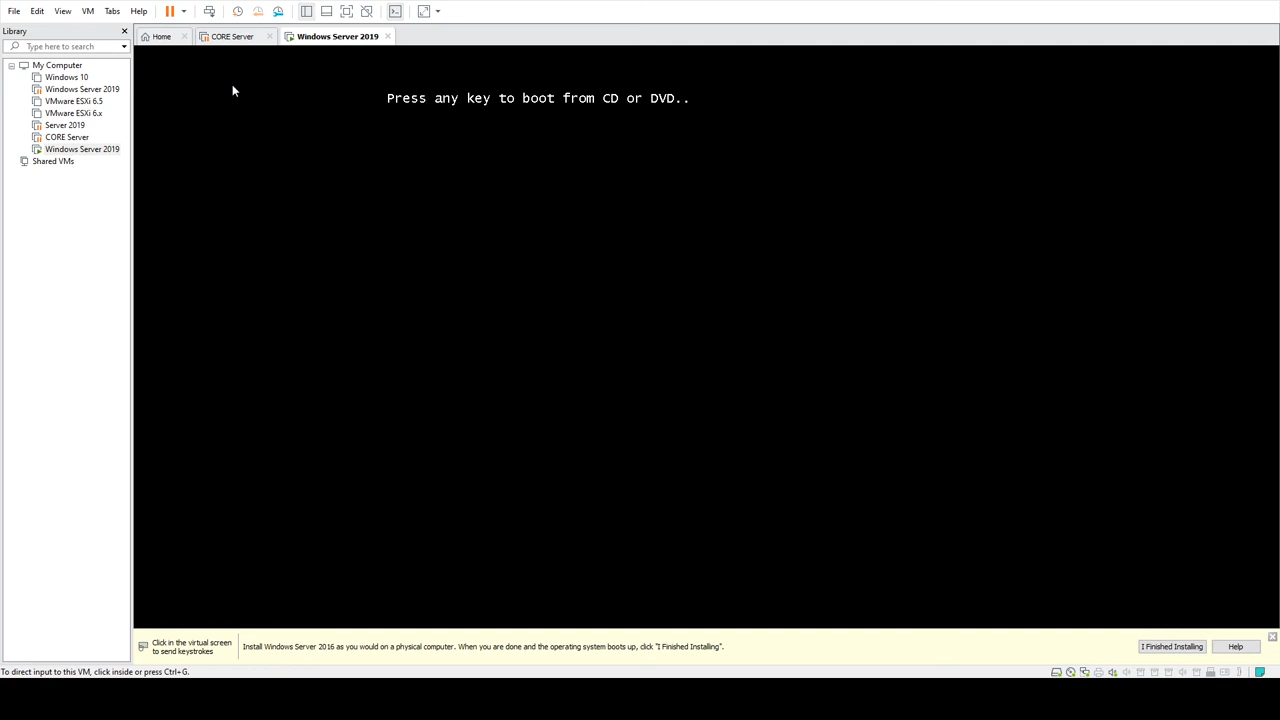 File Edit View VM Tabs Help
Library
Type here to search
My Computer
Windows 10
Windows Server 2019
VMware ESXi 6.5
VMware ESXi 6.x
Server 2019
CORE Server
Windows Server 2019
Shared VMs
Home CORE Server Windows Server 2019
Press any key to boot from CD or DVD..
Click in the virtual screen
to send keystrokes
Install Windows Server 2016 as you would on a physical computer. When you are done and the operating system boots up, click "I Finished Installing".
I Finished Installing Help
To direct input to this VM, click inside or press Ctrl+G.